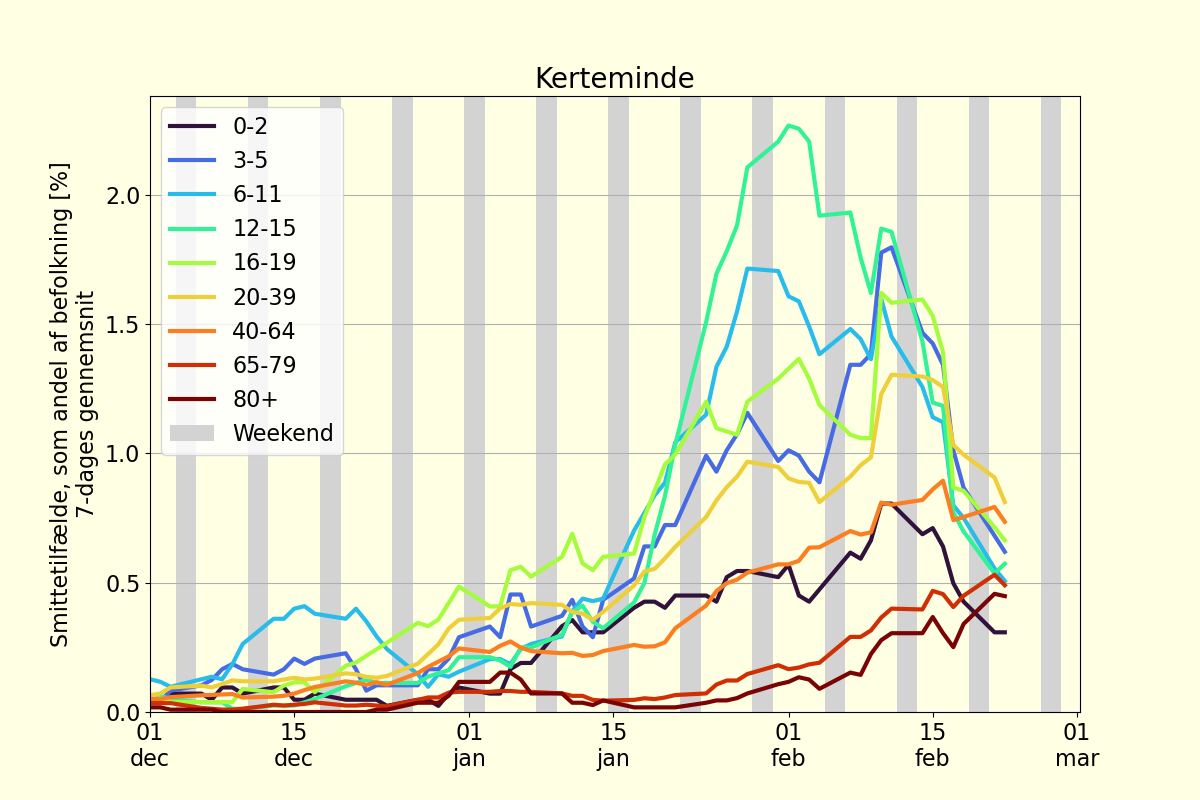 Kerteminde
Smittetilfælde, som andel af befolkning [%]
7-dages gennemsnit
2.0
1.5
1.0
0.5
0.0
0-2
3-5
6-11
12-15
16-19
20-39
40-64
65-79
80+
Weekend
01 15 01 15 01 15 01
dec dec jan jan feb feb mar